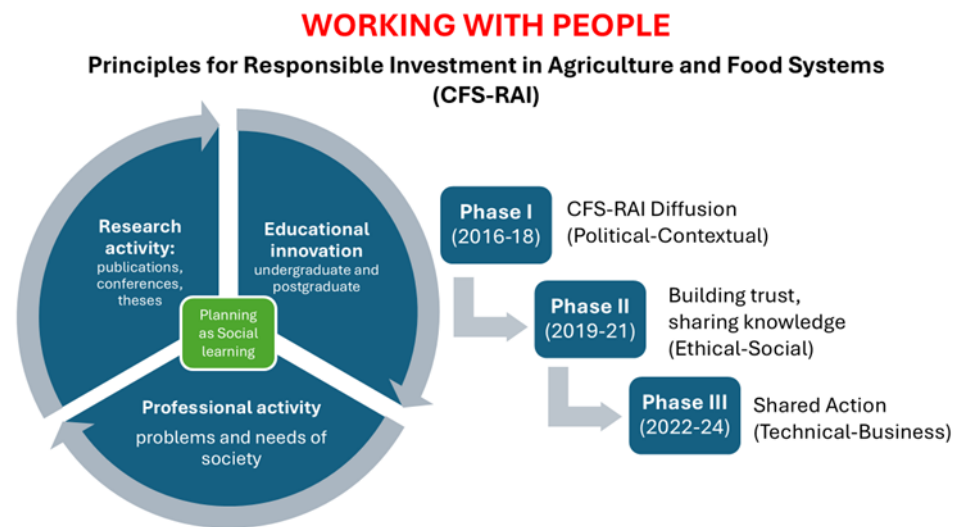 WORKING WITH PEOPLE
Principles for Responsible Investment in Agriculture and Food Systems
(CFS-RAI)
Research
activity:
publications,
conferences,
theses
Educational
innovation
undergraduate and
postgraduate
Planning
as Social
learning
Professional activity
problems and needs of
society
Phase I
(2016-18)
CFS-RAI Diffusion
(Political-Contextual)
Phase II
(2019-21)
Building trust,
sharing knowledge
(Ethical-Social)
Phase III
(2022-24)
Shared Action
(Technical-Business)